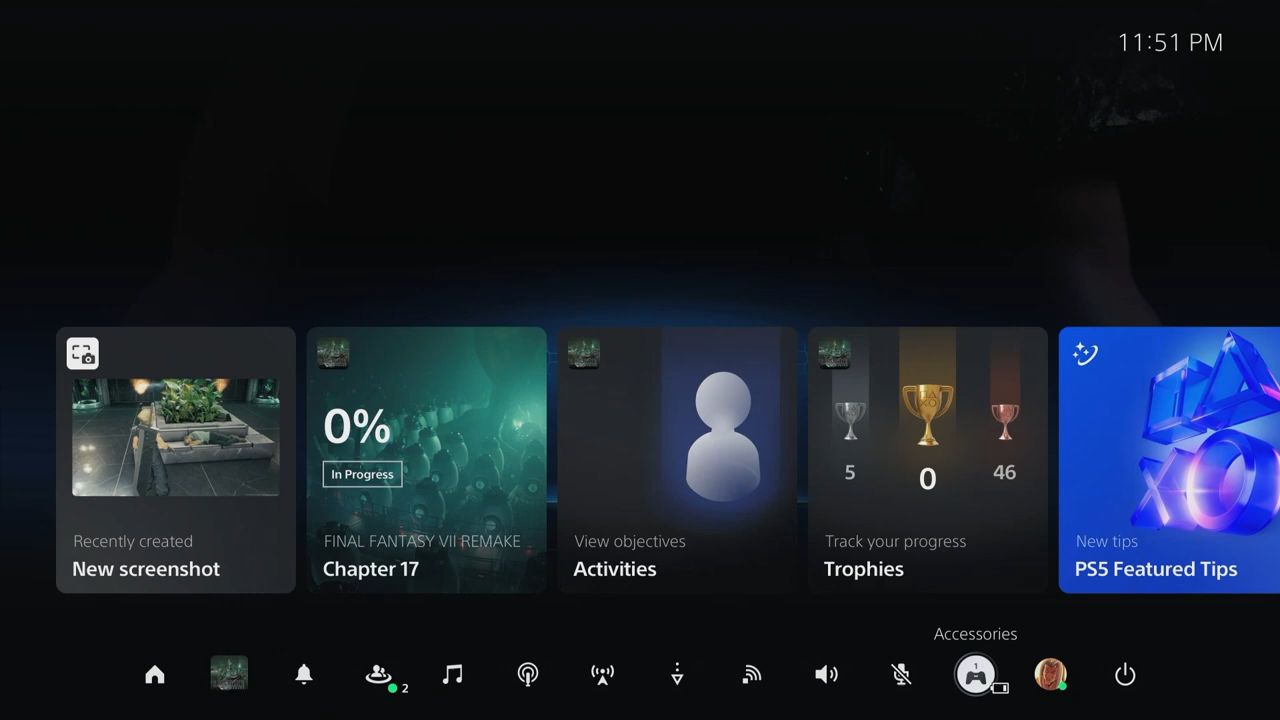 11:51 PM
0%
In Progress
5
0
46
Recently created
New screenshot
FINAL FANTASY VII REMAKE
Chapter 17
View objectives
Activities
Track your progress
Trophies
New tips
PS5 Featured Tips
Accessories
2
1